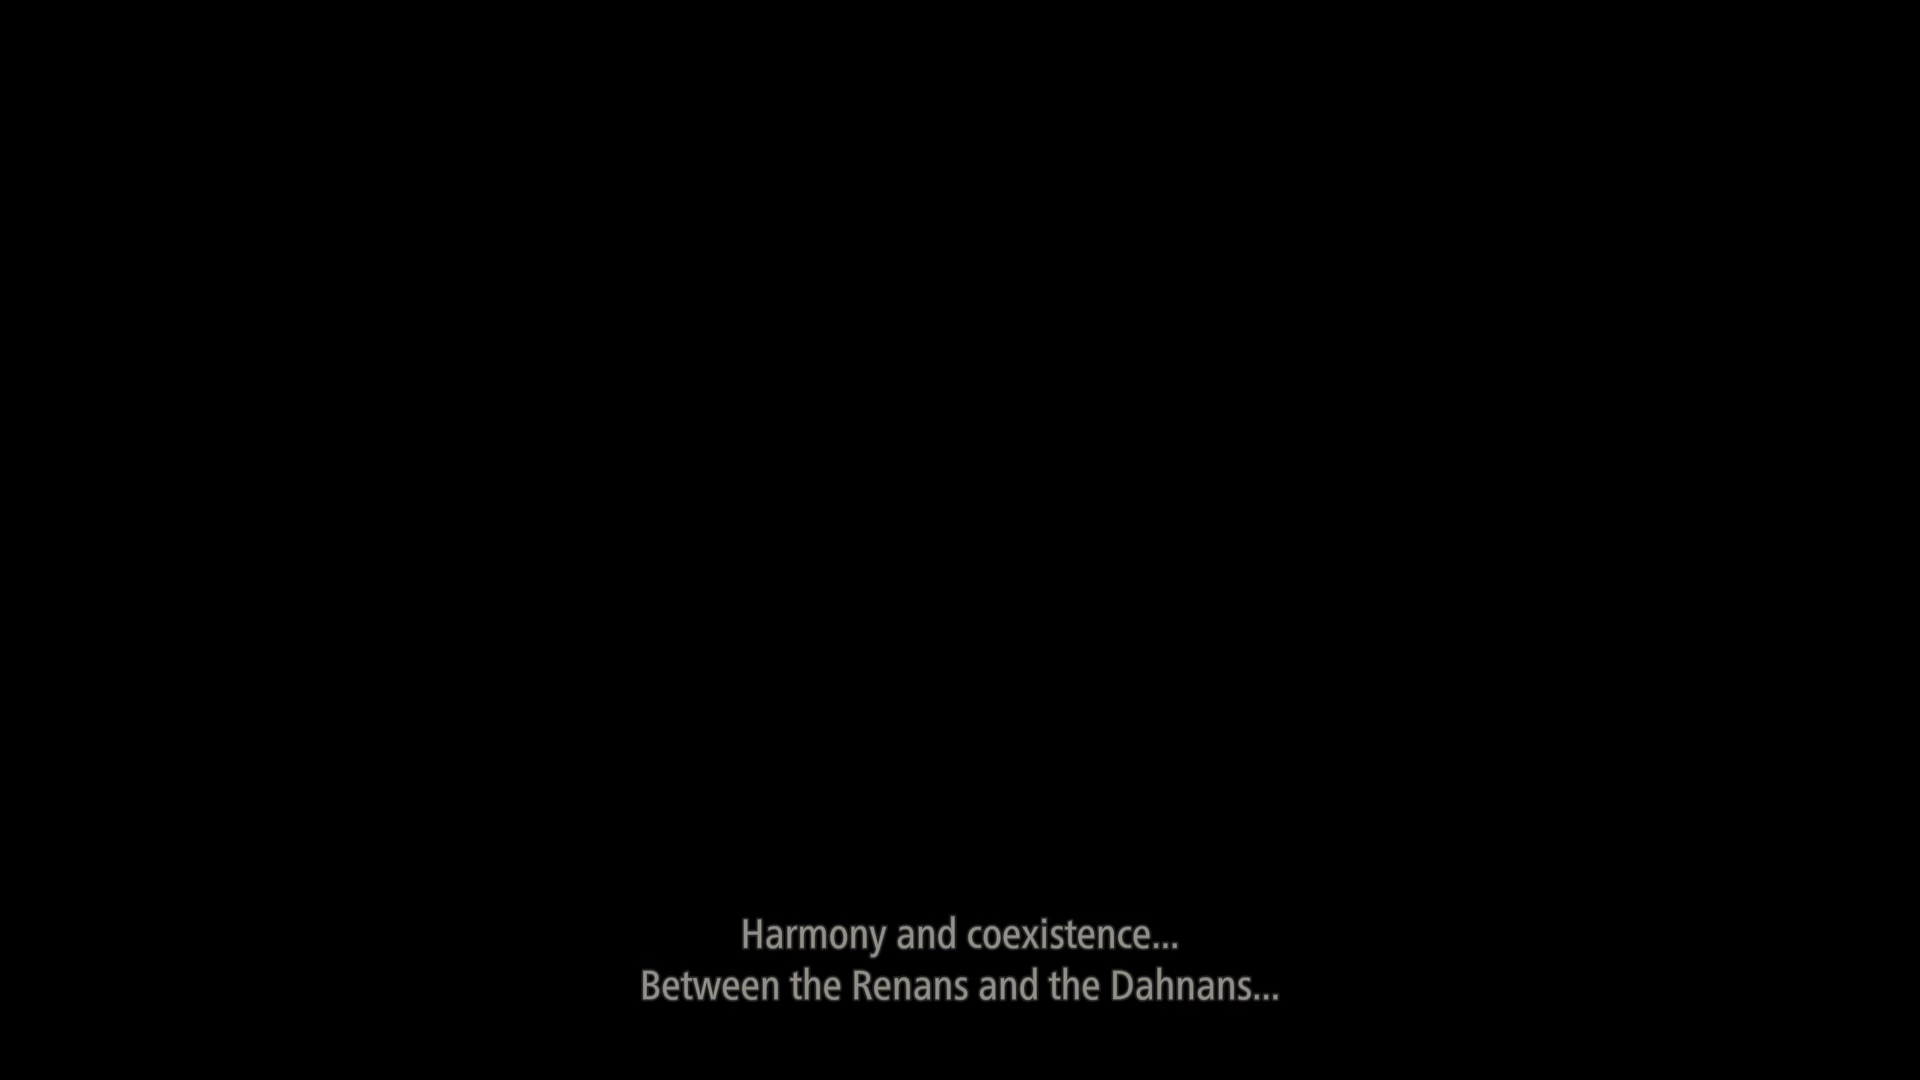 Harmony and coexistence...
Between the Renans and the Dahnans...